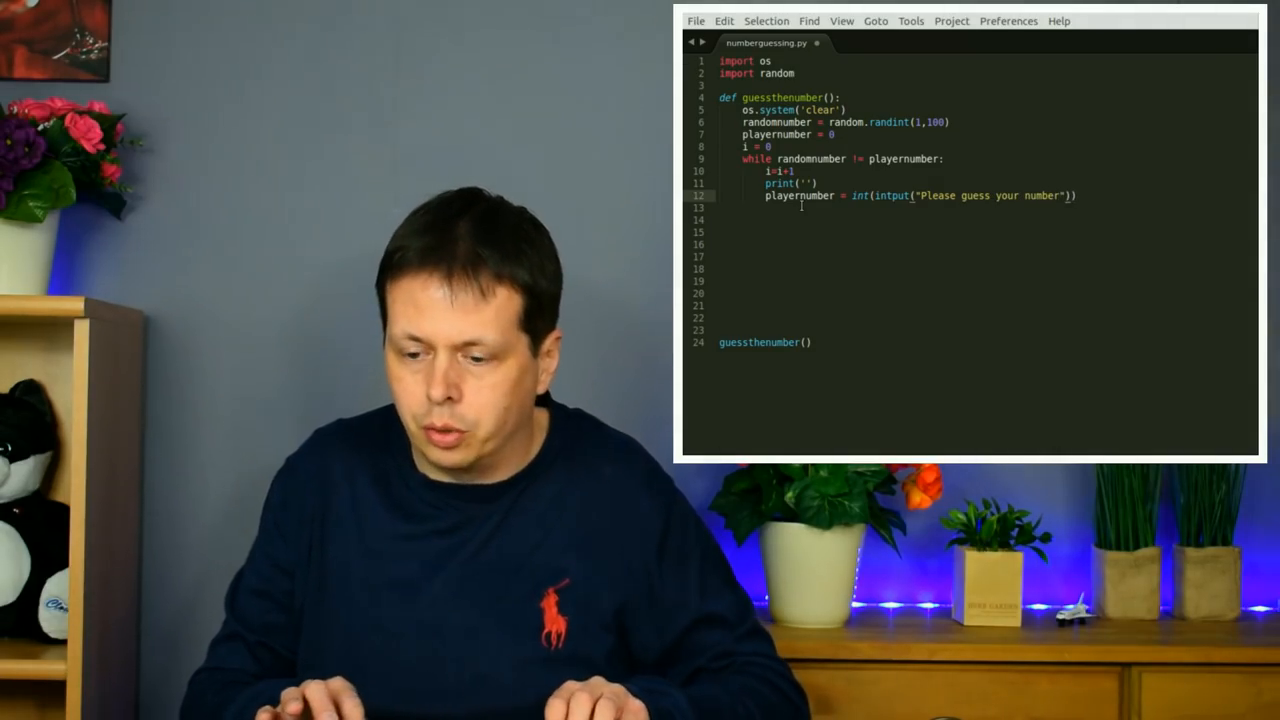 File Edit Selection Find View Goto Tools Project Preferences Help
numberguessing.py
1 import os
2 import random
3
4 def guessthenumber():
5 os.system('clear')
6 randomnumber = random.randint(1,100)
7 playernumber = 0
8 i = 0
9 while randomnumber != playernumber:
10 i=i+1
11 print('')
12 playernumber = int(intput("Please guess your number"))
13
14
15
16
17
18
19
20
21
22
23
24 guessthenumber()
HERB GARDEN